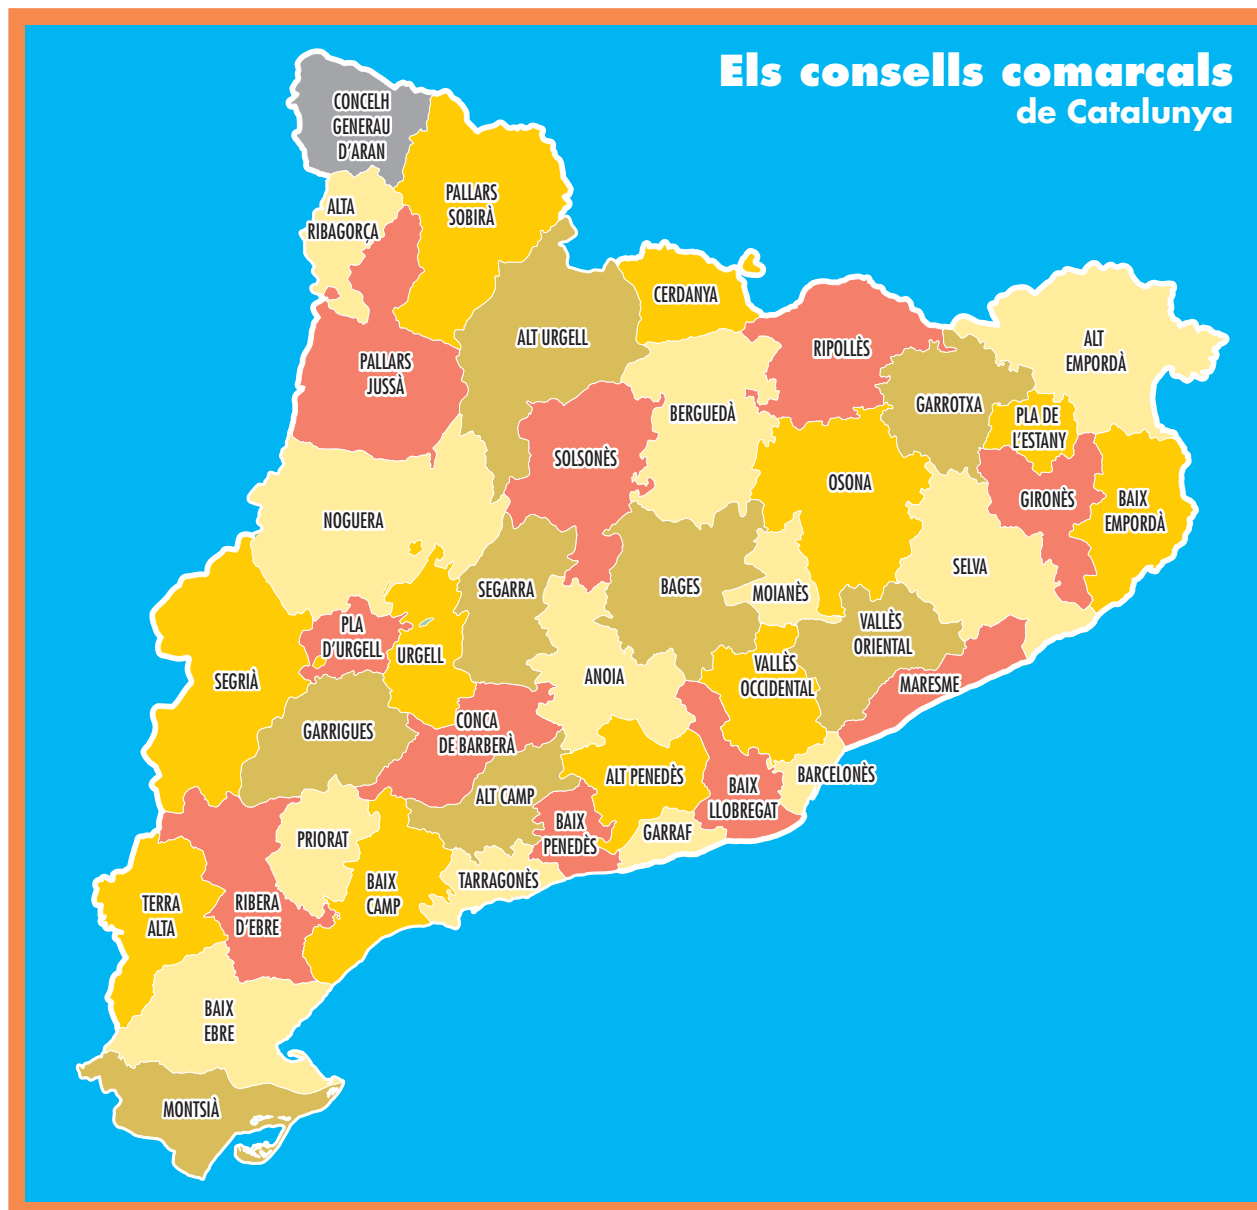 Els consells comarcals
de Catalunya
CONCELH
GENERAU
D'ARAN
PALLARS
SOBIRÀ
ALTA
RIBAGORÇA
CERDANYA
ALT URGELL
RIPOLLÈS
ALT
EMPORDÀ
PALLARS
JUSSÀ
GARROTXA
BERGUEDÀ
PLA DE
L'ESTANY
SOLSONÈS
OSONA
GIRONÈS
BAIX
EMPORDÀ
NOGUERA
SELVA
SEGARRA
BAGES
MOIANÈS
PLA
D'URGELL
VALLÈS
ORIENTAL
URGELL
VALLÈS
OCCIDENTAL
SEGRIÀ
ANOIA
MARESME
GARRIGUES
CONCA
DE BARBERÀ
ALT PENEDÈS
BARCELONÈS
BAIX
LLOBREGAT
ALT CAMP
BAIX
PENEDÈS
GARRAF
PRIORAT
TARRAGONÈS
BAIX
CAMP
TERRA
ALTA
RIBERA
D'EBRE
BAIX
EBRE
MONTSIÀ